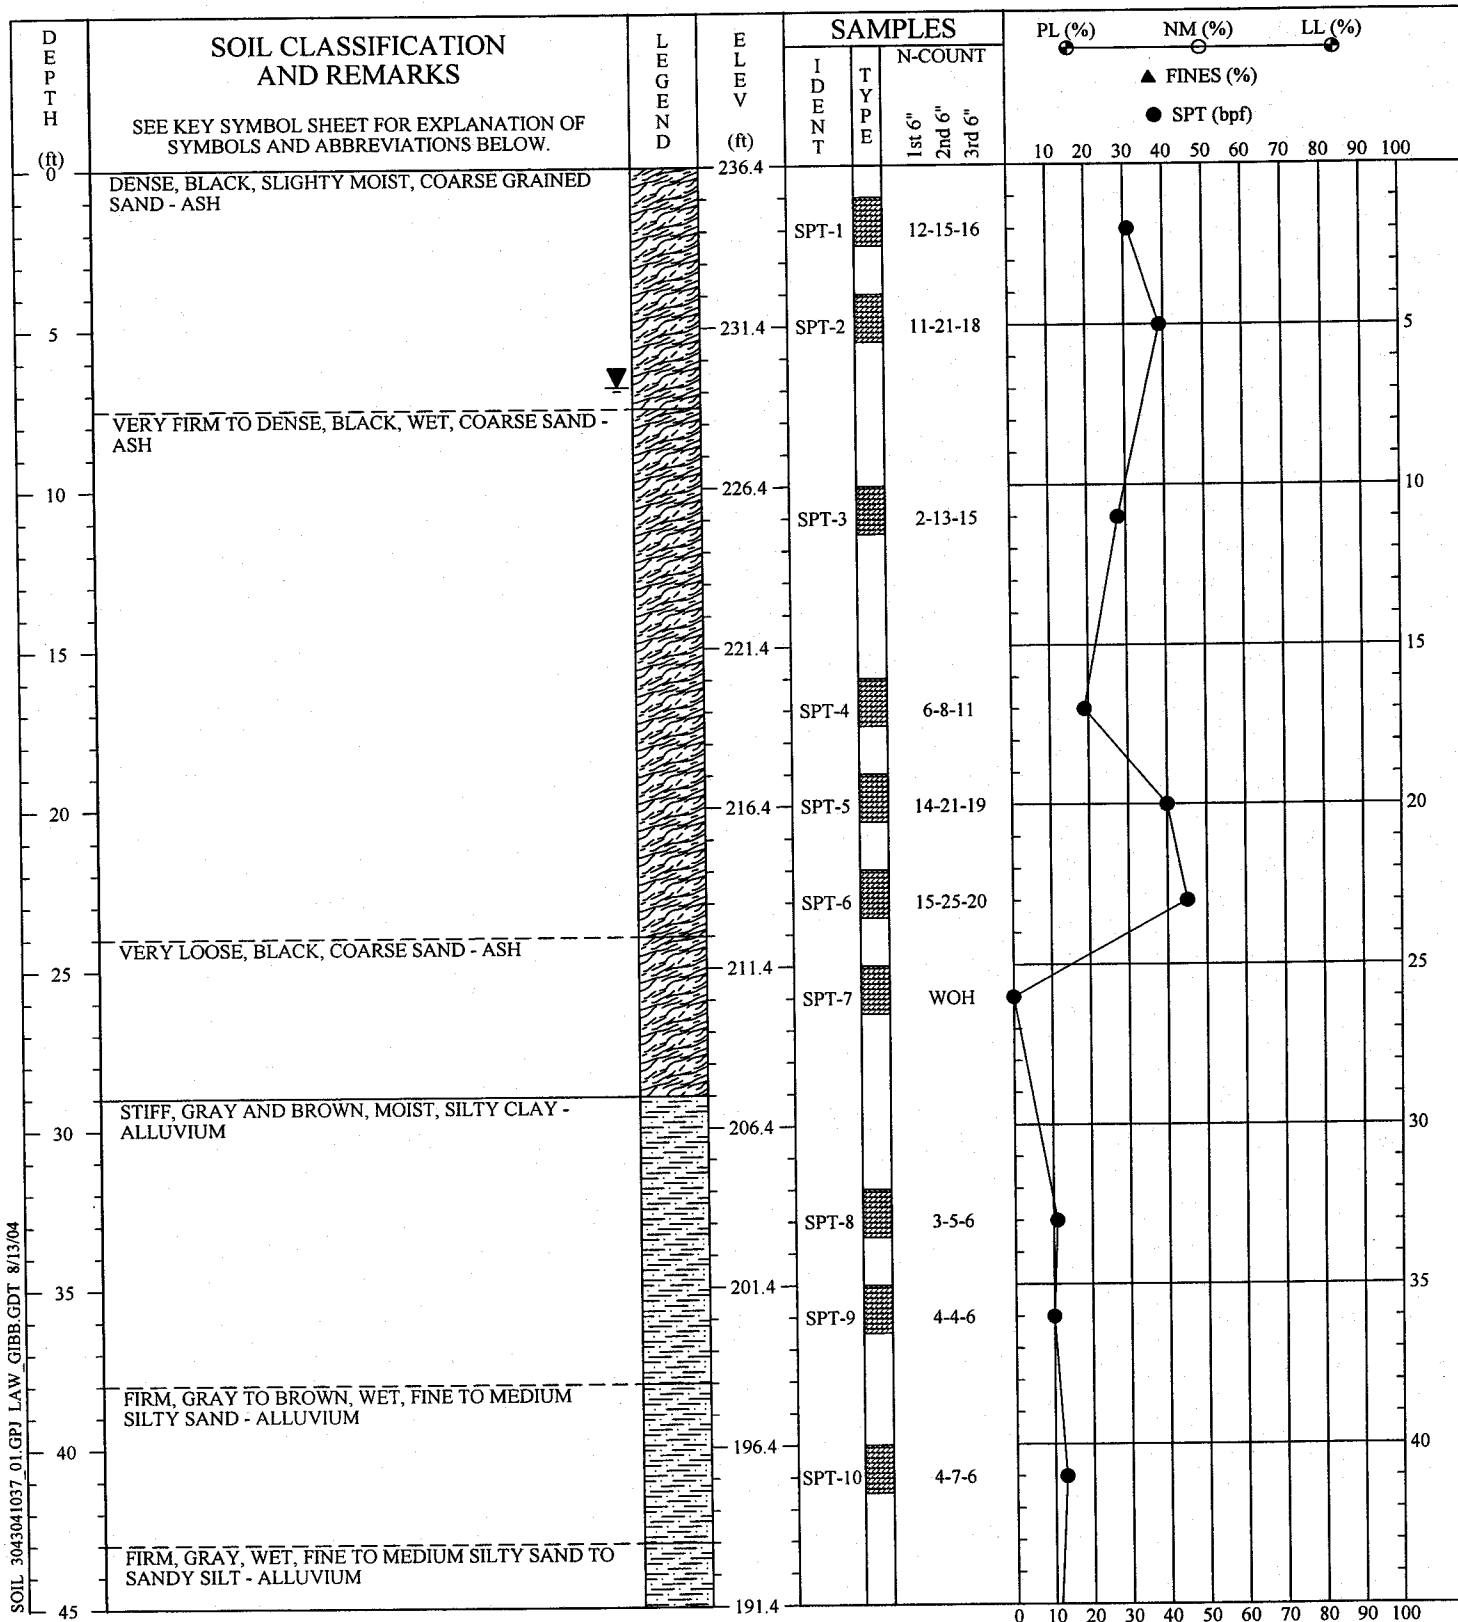 DEPTH
(ft)
SOIL CLASSIFICATION
AND REMARKS
SEE KEY SYMBOL SHEET FOR EXPLANATION OF
SYMBOLS AND ABBREVIATIONS BELOW.
LEGEND
ELEV
(ft)
SAMPLES
IDENT
TYPE
N-COUNT
1st 6"
2nd 6"
3rd 6"
PL (%) NM (%) LL (%)
▲ FINES (%)
● SPT (bpf)
10 20 30 40 50 60 70 80 90 100
0
DENSE, BLACK, SLIGHTY MOIST, COARSE GRAINED
SAND - ASH
236.4
SPT-1 12-15-16
5
231.4
SPT-2 11-21-18
5
VERY FIRM TO DENSE, BLACK, WET, COARSE SAND -
ASH
10
226.4
10
SPT-3 2-13-15
15
221.4
15
SPT-4 6-8-11
20
216.4
SPT-5 14-21-19
20
SPT-6 15-25-20
VERY LOOSE, BLACK, COARSE SAND - ASH
25
211.4
25
SPT-7 WOH
STIFF, GRAY AND BROWN, MOIST, SILTY CLAY -
ALLUVIUM
30
206.4
30
SPT-8 3-5-6
35
201.4
35
SPT-9 4-4-6
FIRM, GRAY TO BROWN, WET, FINE TO MEDIUM
SILTY SAND - ALLUVIUM
40
196.4
40
SPT-10 4-7-6
FIRM, GRAY, WET, FINE TO MEDIUM SILTY SAND TO
SANDY SILT - ALLUVIUM
45
191.4
0 10 20 30 40 50 60 70 80 90 100
SOIL 3043041037_01.GPJ LAW_GIBB.GDT 8/13/04